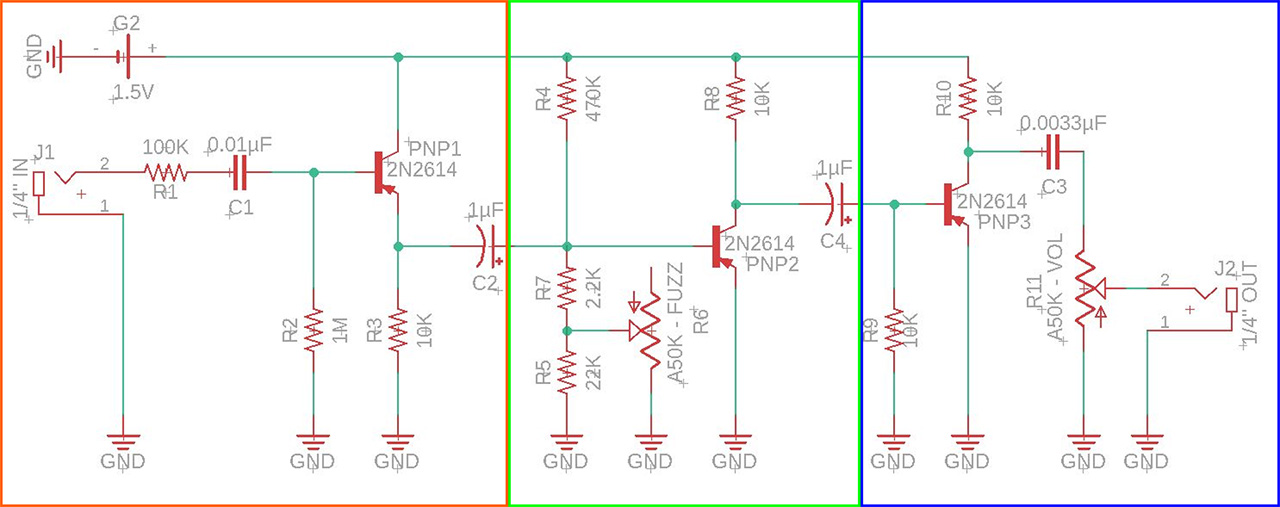 G2
GND
-
+
1.5V
J1
1/4" IN
2
+
1
100K
R1
0.01µF
C1
PNP1
2N2614
1µF
+
C2
R2
1M
R3
10K
GND
GND
GND
R4
470K
R8
10K
R7
2.2K
R5
22K
A50K - FUZZ
R6
2N2614
PNP2
1µF
+
C4
GND
GND
GND
R10
10K
0.0033µF
C3
2N2614
PNP3
R9
10K
R11
A50K - VOL
2
+
1
J2
1/4" OUT
GND
GND
GND
GND